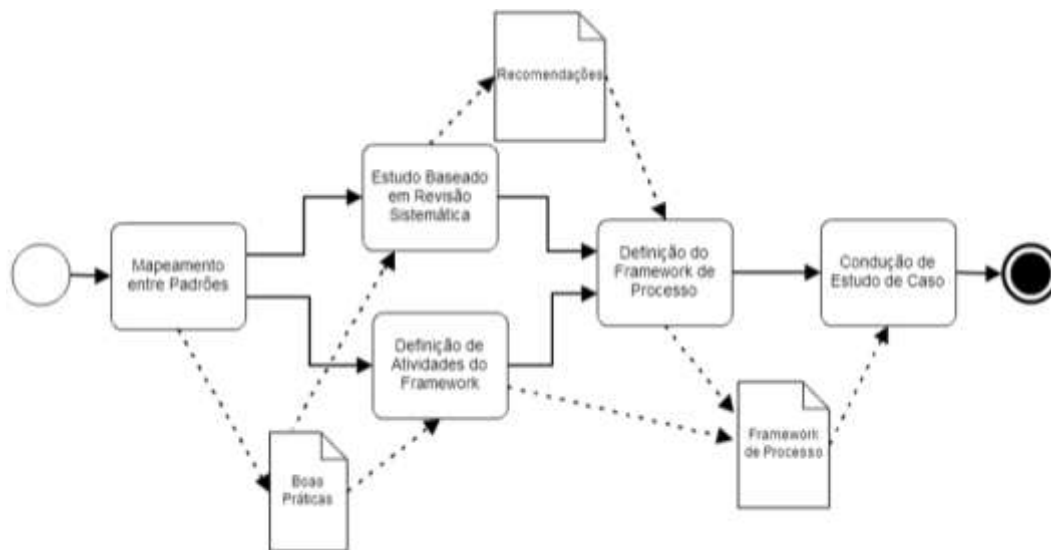 Recomendações
Estudo Baseado
em Revisão
Sistemática
Mapeamento
entre Padrões
Definição do
Framework de
Processo
Condução de
Estudo de Caso
Definição de
Atividades do
Framework
Framework
de Processo
Boas
Práticas